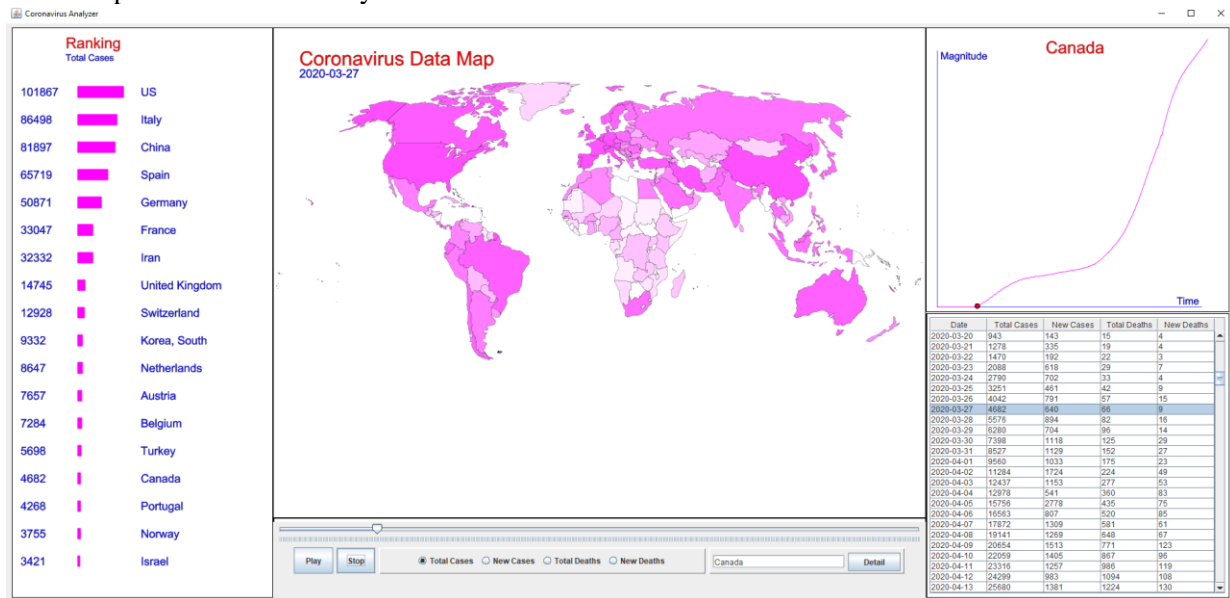 Coronavirus Analyzer
Ranking
Total Cases
101867 US
86498 Italy
81897 China
65719 Spain
50871 Germany
33047 France
32332 Iran
14745 United Kingdom
12928 Switzerland
9332 Korea, South
8647 Netherlands
7657 Austria
7284 Belgium
5698 Turkey
4682 Canada
4268 Portugal
3755 Norway
3421 Israel
Coronavirus Data Map
2020-03-27
Play Stop Total Cases New Cases Total Deaths New Deaths Canada Detail
Canada
Magnitude
Time
Date Total Cases New Cases Total Deaths New Deaths
2020-03-20 943 143 15 4
2020-03-21 1278 335 19 4
2020-03-22 1470 192 22 3
2020-03-23 2088 618 29 7
2020-03-24 2790 702 33 4
2020-03-25 3251 461 42 9
2020-03-26 4042 791 57 15
2020-03-27 4682 640 66 9
2020-03-28 5576 894 82 16
2020-03-29 6280 704 96 14
2020-03-30 7398 1118 125 29
2020-03-31 8527 1129 152 27
2020-04-01 9560 1033 175 23
2020-04-02 11284 1724 224 49
2020-04-03 12437 1153 277 53
2020-04-04 12978 541 360 83
2020-04-05 15756 2778 435 75
2020-04-06 16563 807 520 85
2020-04-07 17872 1309 581 61
2020-04-08 19141 1269 648 67
2020-04-09 20654 1513 771 123
2020-04-10 22059 1405 867 96
2020-04-11 23316 1257 986 119
2020-04-12 24299 983 1094 108
2020-04-13 25680 1381 1224 130